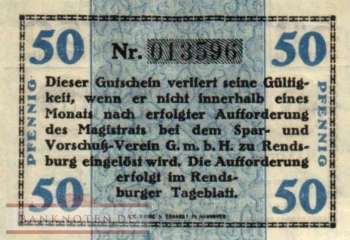 50 Nr. 013596 50
PFENNIG
PFENNIG
Dieser Gutschein verliert seine Gültig-
keit, wenn er nicht innerhalb eines
Monats nach erfolgter Aufforderung
des Magistrats bei dem Spar- und
Vorschuß-Verein G. m. b. H. zu Rends-
burg eingelöst wird. Die Aufforderung
erfolgt im Rends-
burger Tageblatt.
50 50
BANKNOTEN.DE